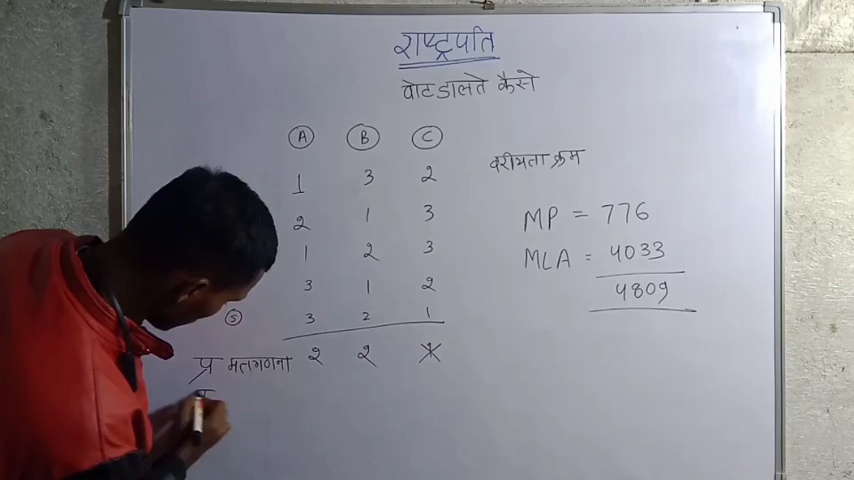 राष्ट्रपति
वोट डालते कैसे
A B C
1 3 2
2 1 3
1 2 3
3 1 2
5 3 2 1
प्र मतगणना 2 2
वरीयता क्रम
MP = 776
MLA = 4033
4809